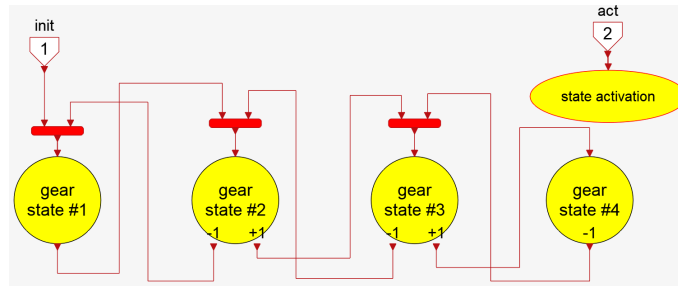 init
1
act
2
state activation
gear
state #1
gear
state #2
-1 +1
gear
state #3
-1 +1
gear
state #4
-1